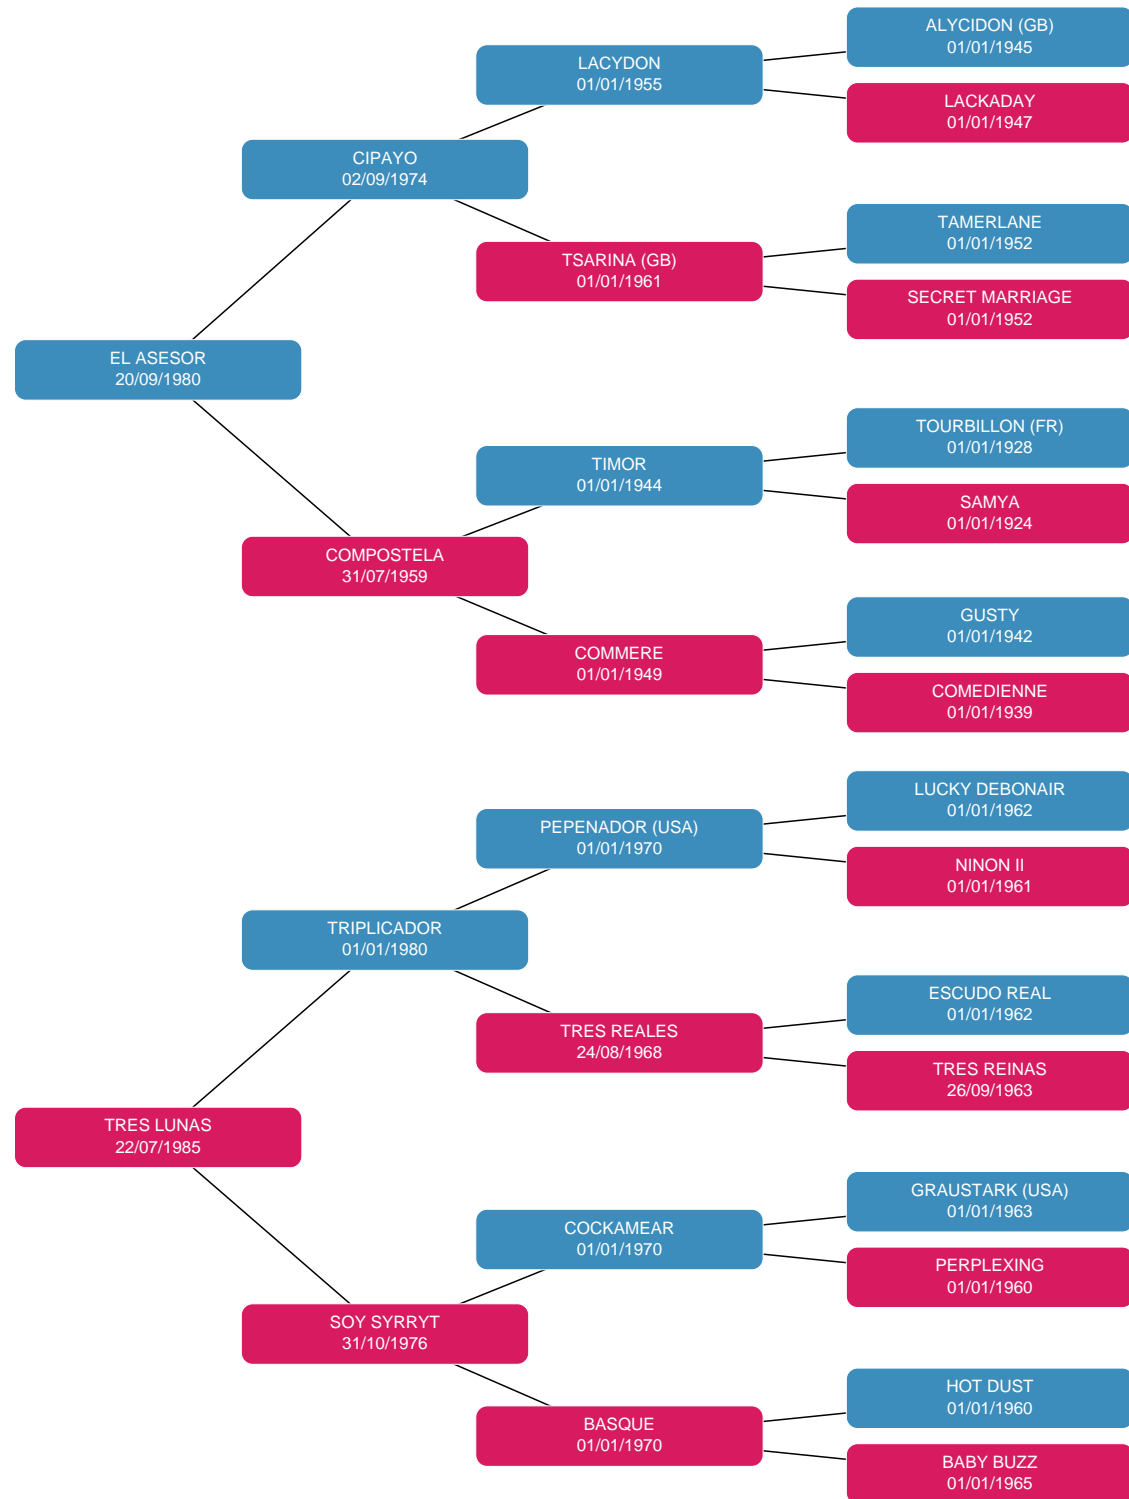 ALYCIDON (GB)
01/01/1945
LACYDON
01/01/1955
LACKADAY
01/01/1947
CIPAYO
02/09/1974
TAMERLANE
01/01/1952
TSARINA (GB)
01/01/1961
SECRET MARRIAGE
01/01/1952
EL ASESOR
20/09/1980
TOURBILLON (FR)
01/01/1928
TIMOR
01/01/1944
SAMYA
01/01/1924
COMPOSTELA
31/07/1959
GUSTY
01/01/1942
COMMERE
01/01/1949
COMEDIENNE
01/01/1939
LUCKY DEBONAIR
01/01/1962
PEPENADOR (USA)
01/01/1970
NINON II
01/01/1961
TRIPLICADOR
01/01/1980
ESCUDO REAL
01/01/1962
TRES REALES
24/08/1968
TRES REINAS
26/09/1963
TRES LUNAS
22/07/1985
GRAUSTARK (USA)
01/01/1963
COCKAMEAR
01/01/1970
PERPLEXING
01/01/1960
SOY SYRRYT
31/10/1976
HOT DUST
01/01/1960
BASQUE
01/01/1970
BABY BUZZ
01/01/1965